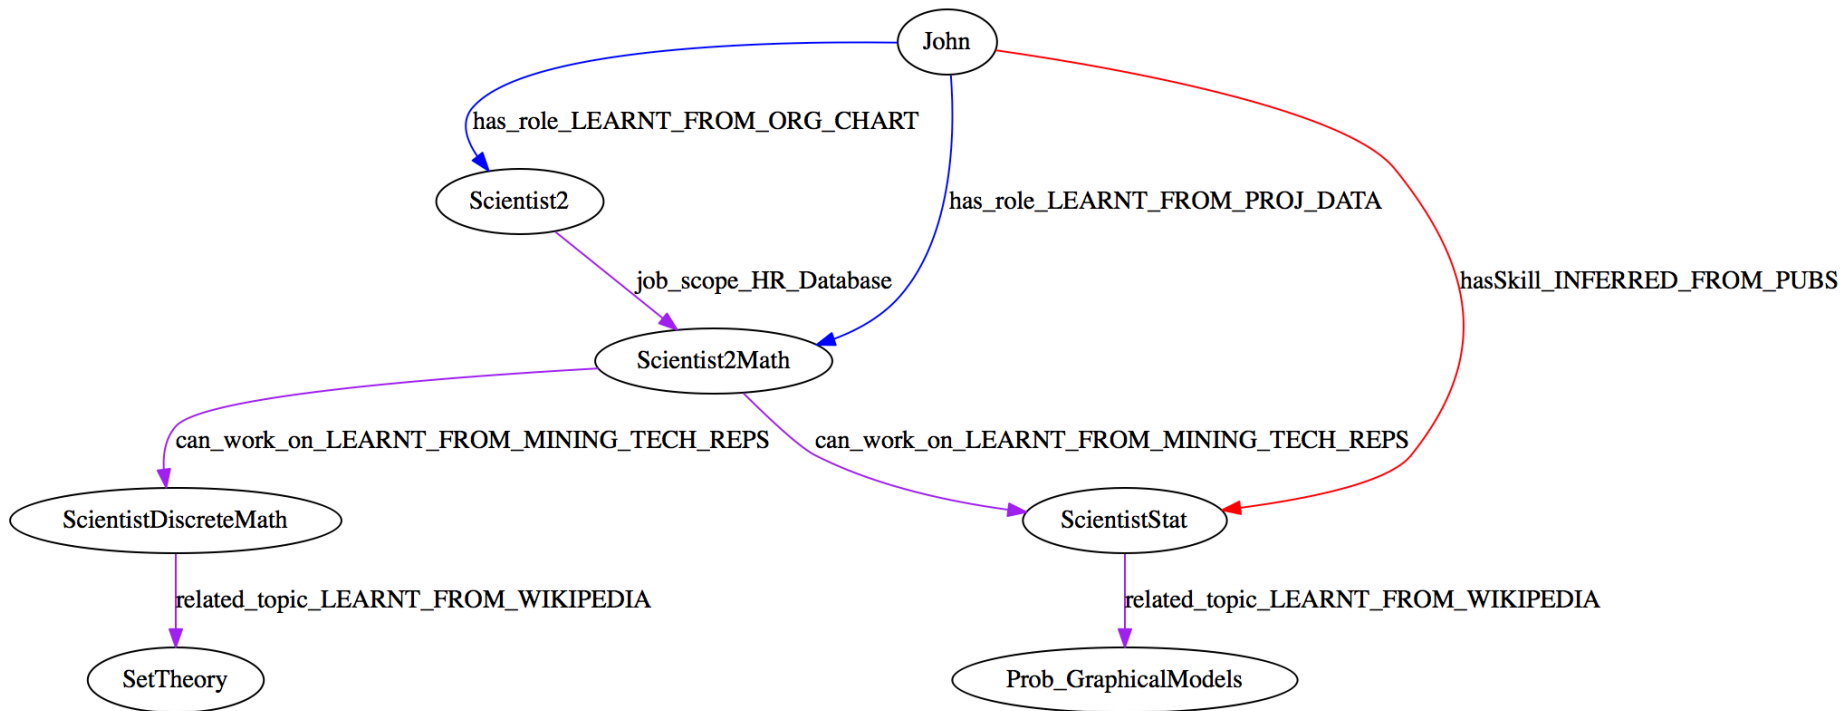 John
has_role_LEARNT_FROM_ORG_CHART
Scientist2
has_role_LEARNT_FROM_PROJ_DATA
job_scope_HR_Database
hasSkill_INFERRED_FROM_PUBS
Scientist2Math
can_work_on_LEARNT_FROM_MINING_TECH_REPS
can_work_on_LEARNT_FROM_MINING_TECH_REPS
ScientistDiscreteMath
ScientistStat
related_topic_LEARNT_FROM_WIKIPEDIA
related_topic_LEARNT_FROM_WIKIPEDIA
SetTheory
Prob_GraphicalModels